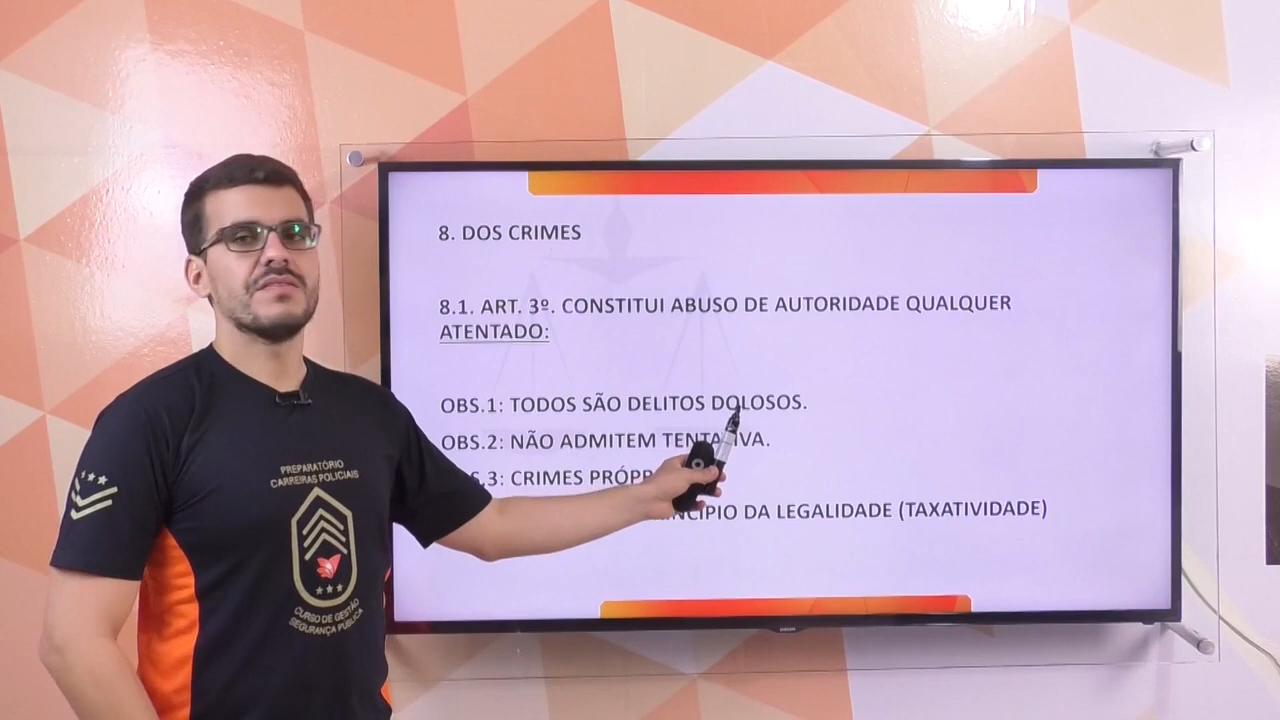 8. DOS CRIMES
8.1. ART. 3º. CONSTITUI ABUSO DE AUTORIDADE QUALQUER
ATENTADO:
OBS.1: TODOS SÃO DELITOS DOLOSOS.
OBS.2: NÃO ADMITEM TENTATIVA.
CRIMES
DA LEGALIDADE (TAXATIVIDADE)
PREPARATÓRIO
CARREIRAS POLICIAIS
CURSO DE GESTÃO
SEGURANÇA PÚBLICA